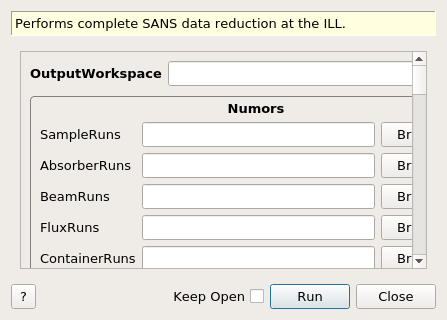 Performs complete SANS data reduction at the ILL.
OutputWorkspace
Numors
SampleRuns Br
AbsorberRuns Br
BeamRuns Br
FluxRuns Br
ContainerRuns Br
? Keep Open Run Close